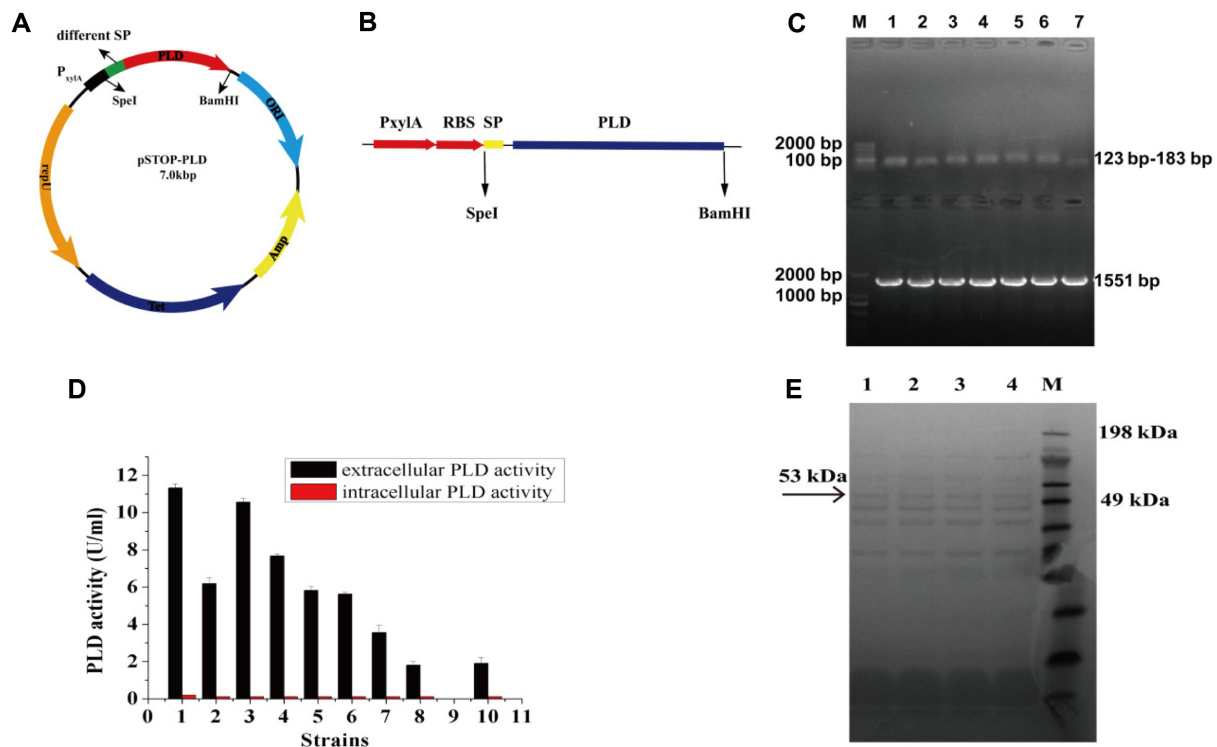 A
different SP
PLD
PxylA
SpeI
BamHI
ORI
pSTOP-PLD
7.0kbp
repU
Amp
Tet
B
PxylA RBS SP PLD
SpeI
BamHI
C
M 1 2 3 4 5 6 7
2000 bp
100 bp
123 bp-183 bp
2000 bp
1000 bp
1551 bp
D
extracellular PLD activity
intracellular PLD activity
PLD activity (U/ml)
12
10
8
6
4
2
0
0 1 2 3 4 5 6 7 8 9 10 11
Strains
E
1 2 3 4 M
198 kDa
53 kDa
49 kDa